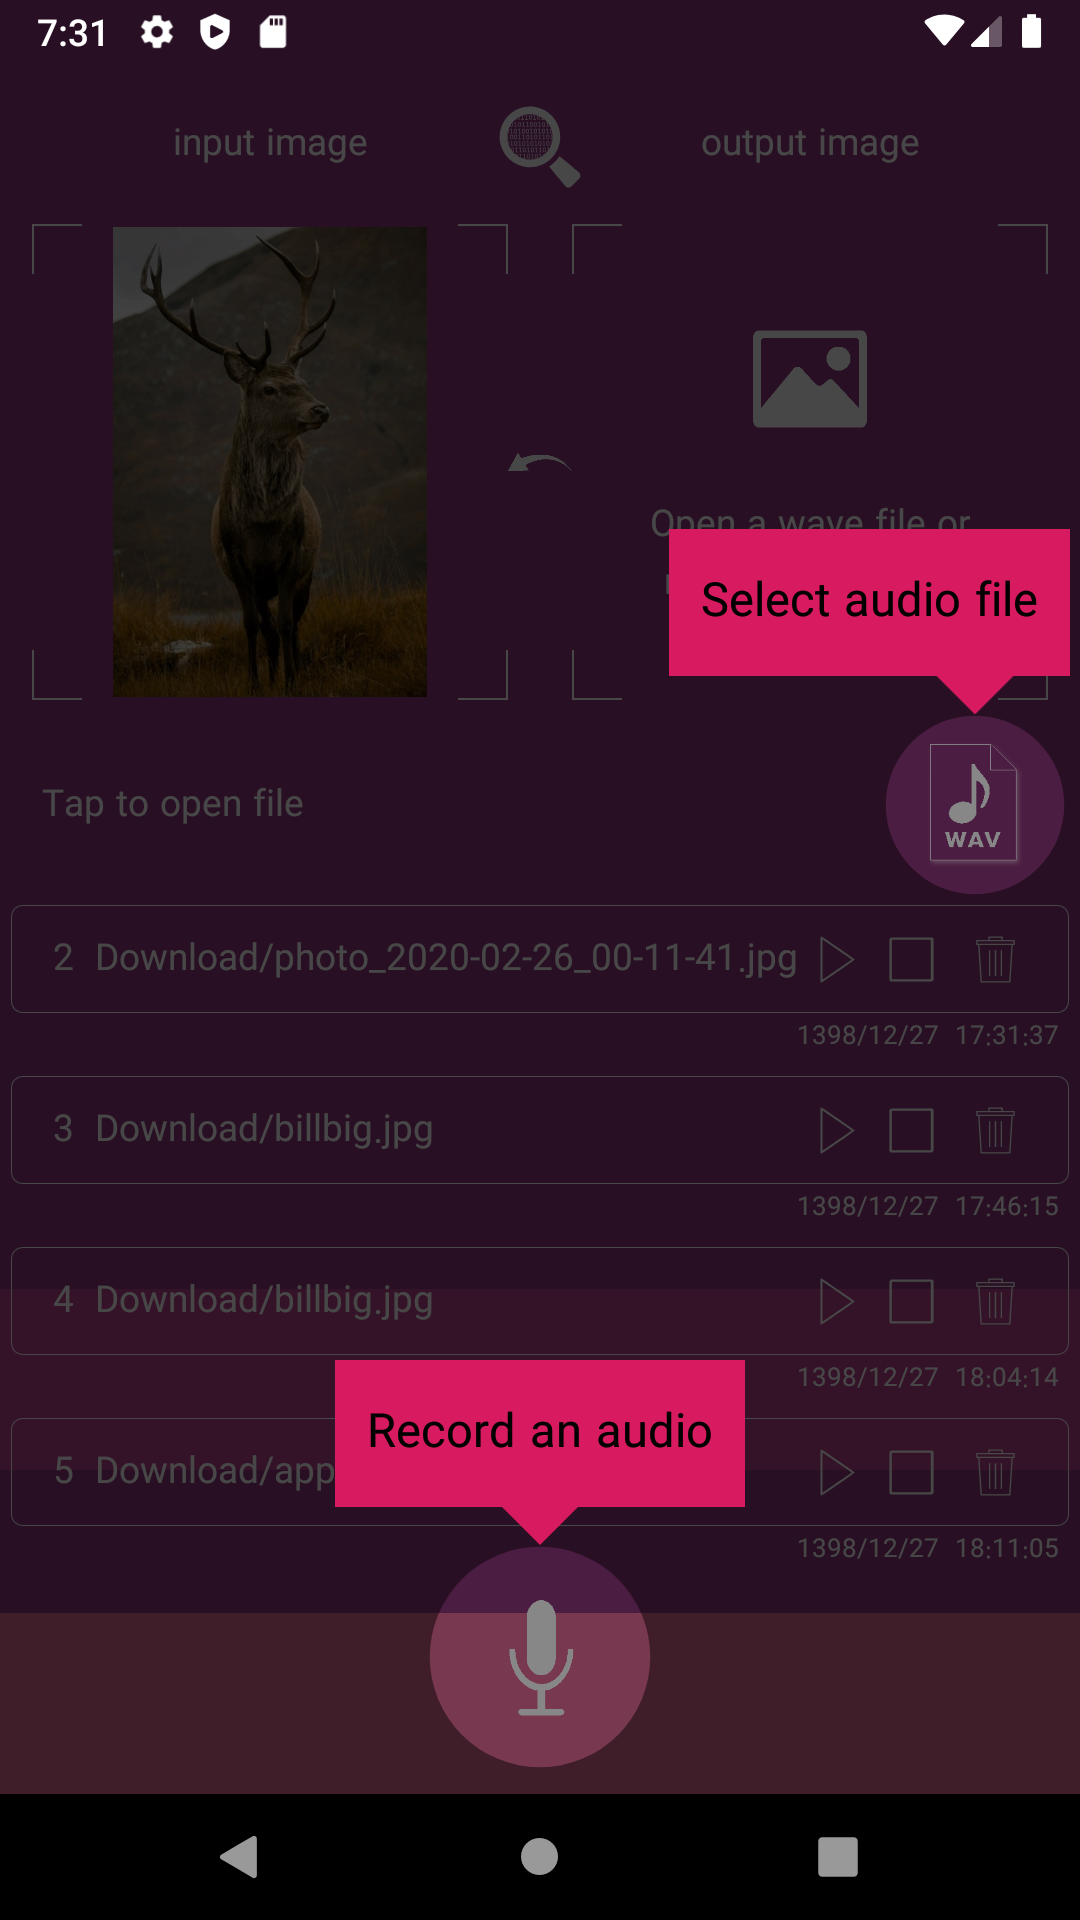 7:31
input image
output image
Open a wave file or
Select audio file
Tap to open file
WAV
2 Download/photo_2020-02-26_00-11-41.jpg
1398/12/27 17:31:37
3 Download/billbig.jpg
1398/12/27 17:46:15
4 Download/billbig.jpg
1398/12/27 18:04:14
Record an audio
5 Download/app
1398/12/27 18:11:05